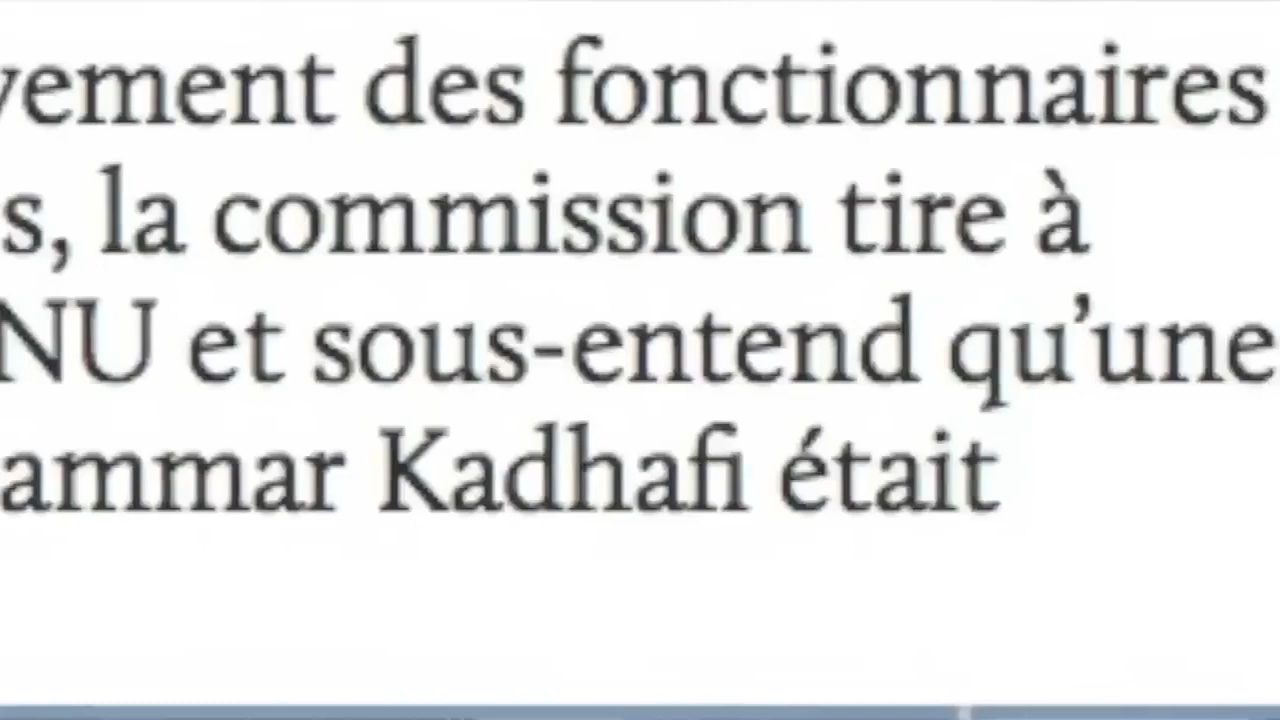 vement des fonctionnaires
s, la commission tire à
NU et sous-entend qu’une
ammar Kadhafi était